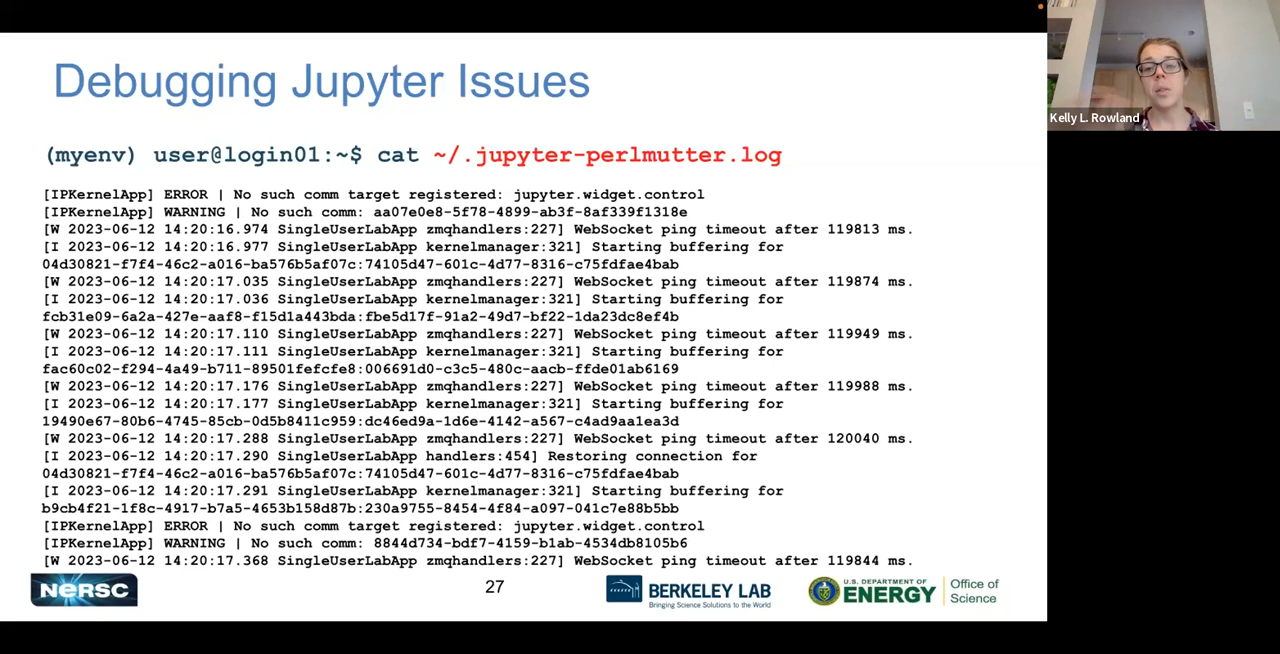 Debugging Jupyter Issues
Kelly L. Rowland
(myenv) user@login01:~$ cat ~/.jupyter-perlmutter.log
[IPKernelApp] ERROR | No such comm target registered: jupyter.widget.control
[IPKernelApp] WARNING | No such comm: aa07e0e8-5f78-4899-ab3f-8af339f1318e
[W 2023-06-12 14:20:16.974 SingleUserLabApp zmqhandlers:227] WebSocket ping timeout after 119813 ms.
[I 2023-06-12 14:20:16.977 SingleUserLabApp kernelmanager:321] Starting buffering for
04d30821-f7f4-46c2-a016-ba576b5af07c:74105d47-601c-4d77-8316-c75fdfae4bab
[W 2023-06-12 14:20:17.035 SingleUserLabApp zmqhandlers:227] WebSocket ping timeout after 119874 ms.
[I 2023-06-12 14:20:17.036 SingleUserLabApp kernelmanager:321] Starting buffering for
fcb31e09-6a2a-427e-aaf8-f15d1a443bda:fbe5d17f-91a2-49d7-bf22-1da23dc8ef4b
[W 2023-06-12 14:20:17.110 SingleUserLabApp zmqhandlers:227] WebSocket ping timeout after 119949 ms.
[I 2023-06-12 14:20:17.111 SingleUserLabApp kernelmanager:321] Starting buffering for
fac60c02-f294-4a49-b711-89501fefcfe8:006691d0-c3c5-480c-aacb-ffde01ab6169
[W 2023-06-12 14:20:17.176 SingleUserLabApp zmqhandlers:227] WebSocket ping timeout after 119988 ms.
[I 2023-06-12 14:20:17.177 SingleUserLabApp kernelmanager:321] Starting buffering for
19490e67-80b6-4745-85cb-0d5b8411c959:dc46ed9a-1d6e-4142-a567-c4ad9aa1ea3d
[W 2023-06-12 14:20:17.288 SingleUserLabApp zmqhandlers:227] WebSocket ping timeout after 120040 ms.
[I 2023-06-12 14:20:17.290 SingleUserLabApp handlers:454] Restoring connection for
04d30821-f7f4-46c2-a016-ba576b5af07c:74105d47-601c-4d77-8316-c75fdfae4bab
[I 2023-06-12 14:20:17.291 SingleUserLabApp kernelmanager:321] Starting buffering for
b9cb4f21-1f8c-4917-b7a5-4653b158d87b:230a9755-8454-4f84-a097-041c7e88b5bb
[IPKernelApp] ERROR | No such comm target registered: jupyter.widget.control
[IPKernelApp] WARNING | No such comm: 8844d734-bdf7-4159-b1ab-4534db8105b6
[W 2023-06-12 14:20:17.368 SingleUserLabApp zmqhandlers:227] WebSocket ping timeout after 119844 ms.
NERSC
27
BERKELEY LAB
Bringing Science Solutions to the World
U.S. DEPARTMENT OF
ENERGY
Office of
Science